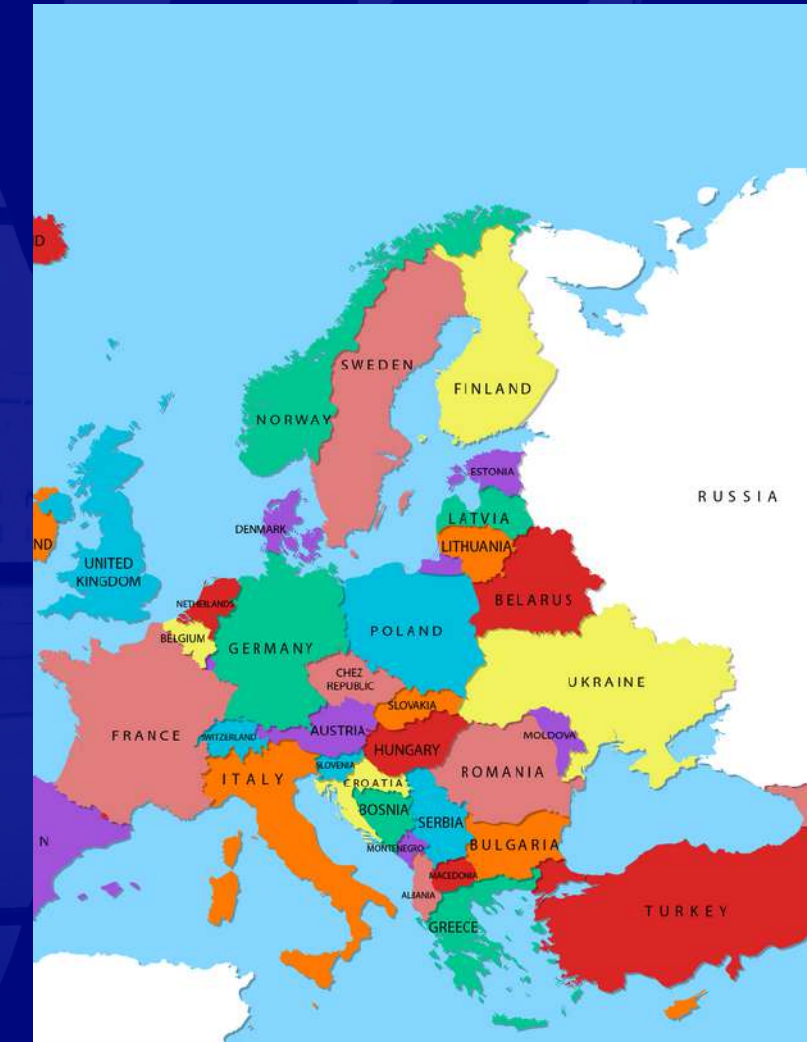 D
SWEDEN
FINLAND
NORWAY
ESTONIA
RUSSIA
LATVIA
DENMARK
ND
LITHUANIA
UNITED
KINGDOM
NETHERLANDS
BELARUS
BELGIUM
GERMANY
POLAND
CHEZ
REPUBLIC
UKRAINE
SLOVAKIA
FRANCE
SWITZERLAND
AUSTRIA
MOLDOVA
HUNGARY
SLOVENIA
ITALY
ROMANIA
CROATIA
BOSNIA
SERBIA
N
MONTENEGRO
BULGARIA
MACEDONIA
ALBANIA
TURKEY
GREECE